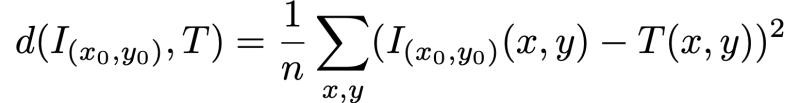 d(I_{(x_0,y_0)}, T) = \frac{1}{n} \sum_{x,y} (I_{(x_0,y_0)}(x, y) − T(x, y))^2